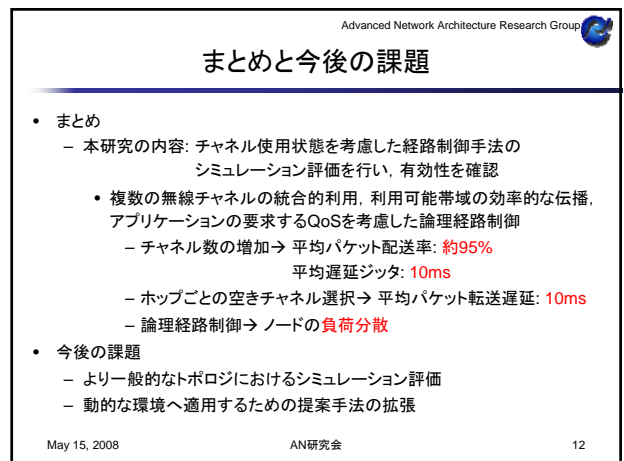 Advanced Network Architecture Research Group
まとめと今後の課題
• まとめ
– 本研究の内容: チャネル使用状態を考慮した経路制御手法の
シミュレーション評価を行い, 有効性を確認
• 複数の無線チャネルの統合的利用, 利用可能帯域の効率的な伝播,
アプリケーションの要求するQoSを考慮した論理経路制御
– チャネル数の増加→ 平均パケット配送率: 約95%
平均遅延ジッタ: 10ms
– ホップごとの空きチャネル選択→ 平均パケット転送遅延: 10ms
– 論理経路制御→ ノードの負荷分散
• 今後の課題
– より一般的なトポロジにおけるシミュレーション評価
– 動的な環境へ適用するための提案手法の拡張
May 15, 2008 AN研究会 12